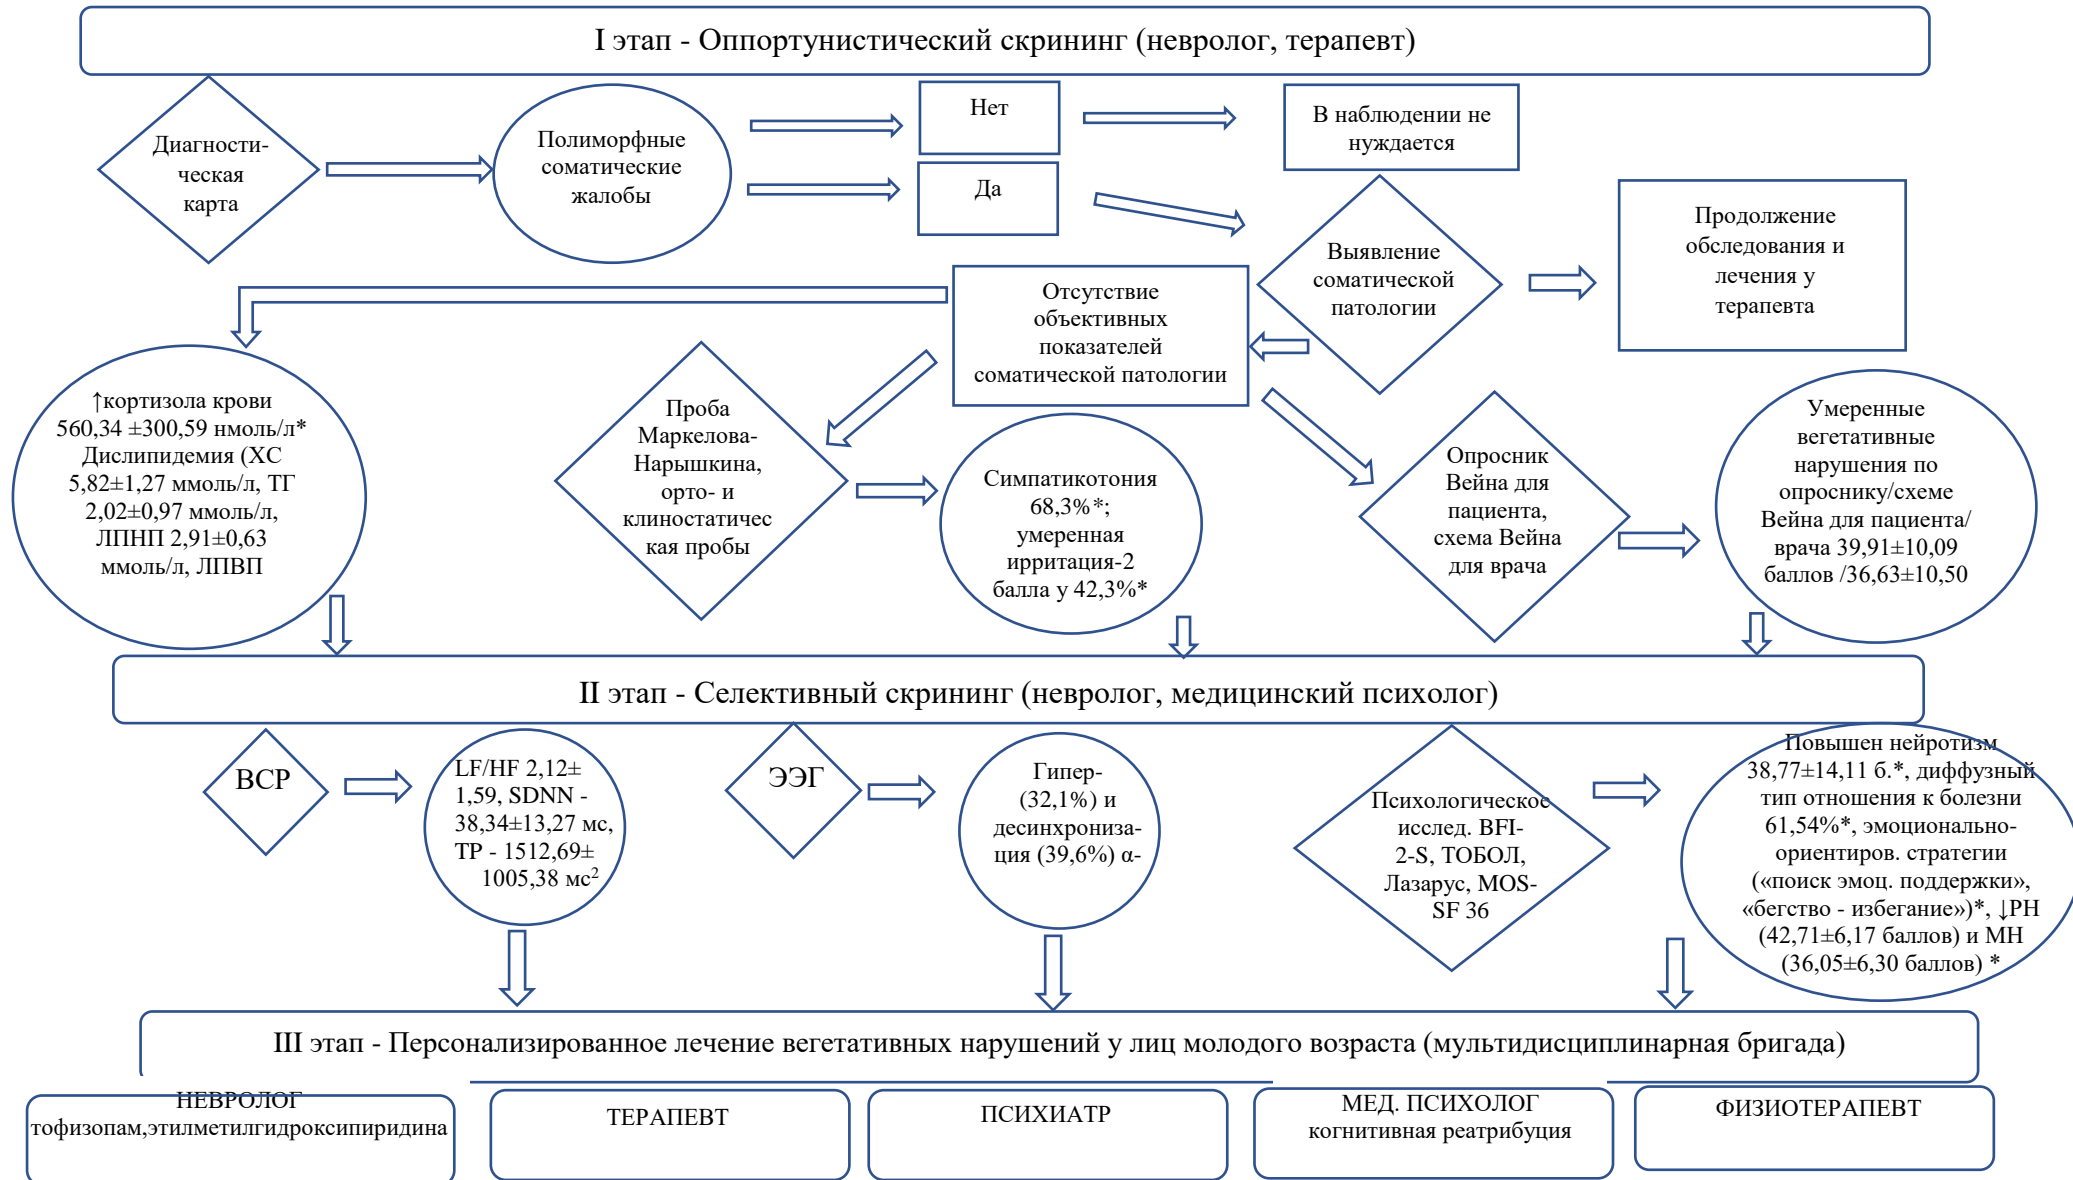 I этап - Оппортунистический скрининг (невролог, терапевт)
Диагности-
ческая
карта
Полиморфные
соматические
жалобы
Нет
Да
В наблюдении не
нуждается
Выявление
соматической
патологии
Продолжение
обследования и
лечения у
терапевта
Отсутствие
объективных
показателей
соматической патологии
↑кортизола крови
560,34 ±300,59 нмоль/л*
Дислипидемия (ХС
5,82±1,27 ммоль/л, ТГ
2,02±0,97 ммоль/л,
ЛПНП 2,91±0,63
ммоль/л, ЛПВП
Проба
Маркелова-
Нарышкина,
орто- и
клиностатичес
кая пробы
Симпатикотония
68,3%*;
умеренная
ирритация-2
балла у 42,3%*
Опросник
Вейна для
пациента,
схема Вейна
для врача
Умеренные
вегетативные
нарушения по
опроснику/схеме
Вейна для пациента/
врача 39,91±10,09
баллов /36,63±10,50
II этап - Селективный скрининг (невролог, медицинский психолог)
ВСР
LF/HF 2,12±
1,59, SDNN -
38,34±13,27 мс,
TP - 1512,69±
1005,38 мс²
ЭЭГ
Гипер-
(32,1%) и
десинхрониза-
ция (39,6%) α-
Психологическое
исслед. BFI-
2-S, ТОБОЛ,
Лазарус, MOS-
SF 36
Повышен нейротизм
38,77±14,11 б.*, диффузный
тип отношения к болезни
61,54%*, эмоционально-
ориентиров. стратегии
(«поиск эмоц. поддержки»,
«бегство - избегание»)*, ↓PH
(42,71±6,17 баллов) и MH
(36,05±6,30 баллов) *
III этап - Персонализированное лечение вегетативных нарушений у лиц молодого возраста (мультидисциплинарная бригада)
НЕВРОЛОГ
тофизопам,этилметилгидроксипиридина
ТЕРАПЕВТ
ПСИХИАТР
МЕД. ПСИХОЛОГ
когнитивная реатрибуция
ФИЗИОТЕРАПЕВТ